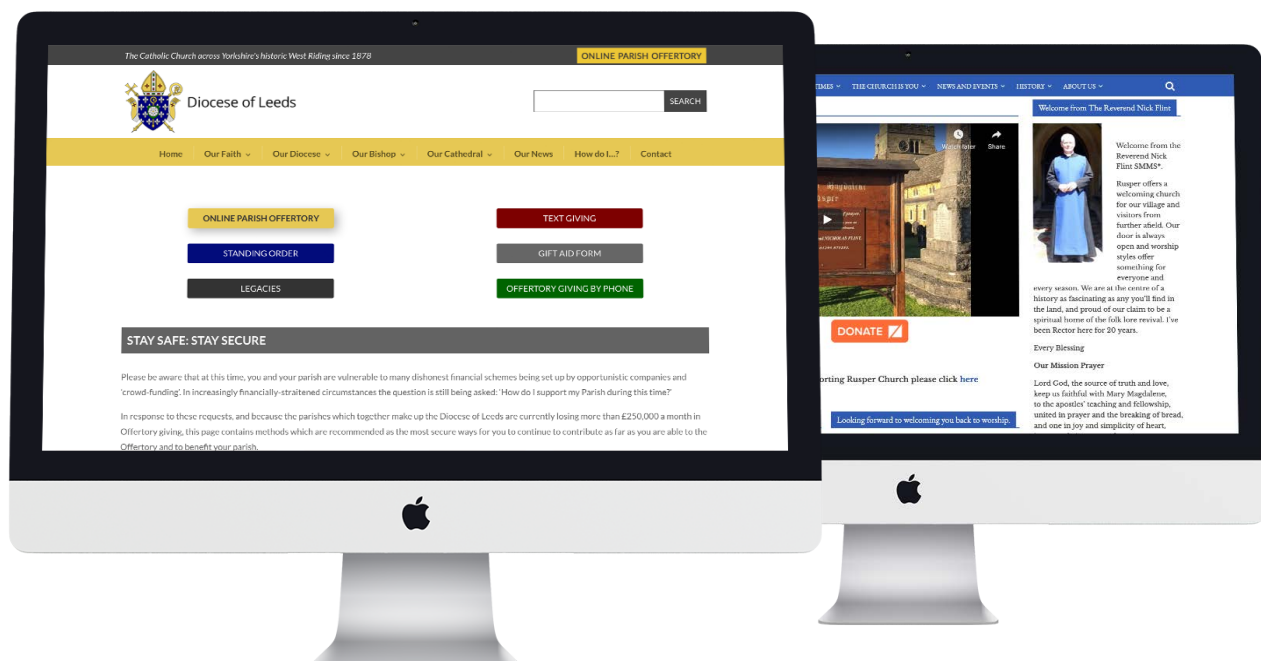 The Catholic Church across Yorkshire's historic West Riding since 1878
ONLINE PARISH OFFERTORY
Diocese of Leeds
SEARCH
Home
Our Faith
Our Diocese
Our Bishop
Our Cathedral
Our News
How do I...?
Contact
ONLINE PARISH OFFERTORY
TEXT GIVING
STANDING ORDER
GIFT AID FORM
LEGACIES
OFFERTORY GIVING BY PHONE
STAY SAFE: STAY SECURE
Please be aware that at this time, you and your parish are vulnerable to many dishonest financial schemes being set up by opportunistic companies and
'crowd-funding'. In increasingly financially-straitened circumstances the question is still being asked: 'How do I support my Parish during this time?'
In response to these requests, and because the parishes which together make up the Diocese of Leeds are currently losing more than £250,000 a month in
Offertory giving, this page contains methods which are recommended as the most secure ways for you to continue to contribute as far as you are able to the
Offertory and to benefit your parish.
TIMES
THE CHURCH IS YOU
NEWS AND EVENTS
HISTORY
ABOUT US
Watch later
Share
DONATE
Rusper Church please click here
Looking forward to welcoming you back to worship.
Welcome from The Reverend Nick Flint
Welcome from the
Reverend Nick
Flint SMMS*.
Rusper offers a
welcoming church
for our village and
visitors from
further afield. Our
door is always
open and worship
styles offer
something for
everyone and
every season. We are at the centre of a
history as fascinating as any you'll find in
the land, and proud of our claim to be a
spiritual home of the folk lore revival. I've
been Rector here for 20 years.
Every Blessing
Our Mission Prayer
Lord God, the source of truth and love,
keep us faithful with Mary Magdalene,
to the apostles' teaching and fellowship,
united in prayer and the breaking of bread,
and one in joy and simplicity of heart,